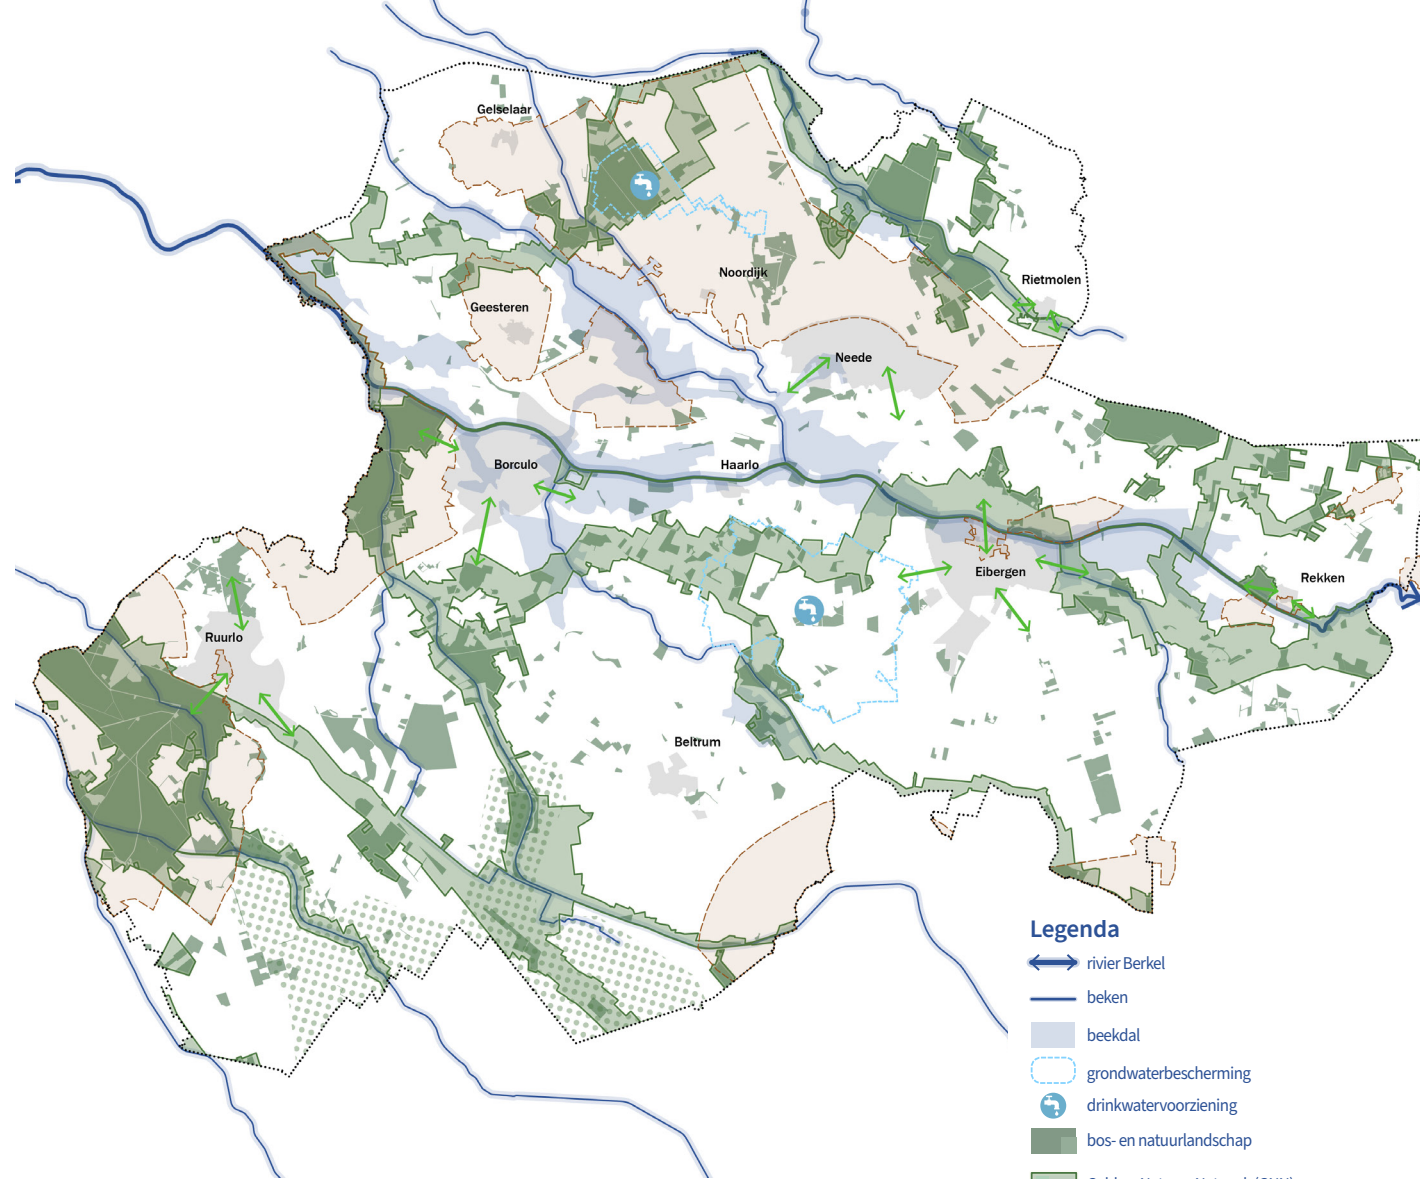 Gelselaar
Noordijk
Rietmolen
Geesteren
Neede
Borculo
Haarlo
Eibergen
Rekken
Ruurlo
Beltrum
Legenda
rivier Berkel
beken
beekdal
grondwaterbescherming
drinkwatervoorziening
bos- en natuurlandschap